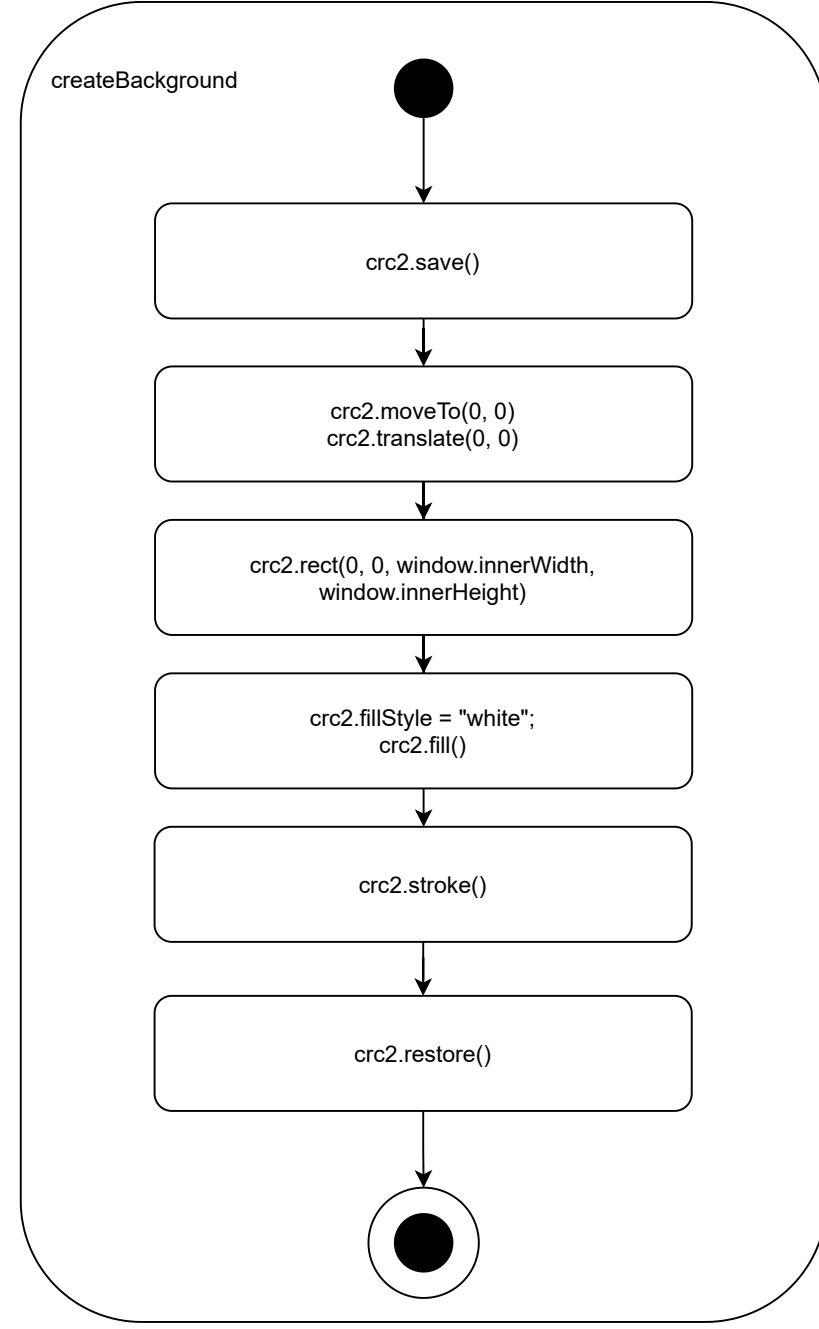 createBackground
crc2.save()
crc2.moveTo(0, 0)
crc2.translate(0, 0)
crc2.rect(0, 0, window.innerWidth,
window.innerHeight)
crc2.fillStyle = "white";
crc2.fill()
crc2.stroke()
crc2.restore()